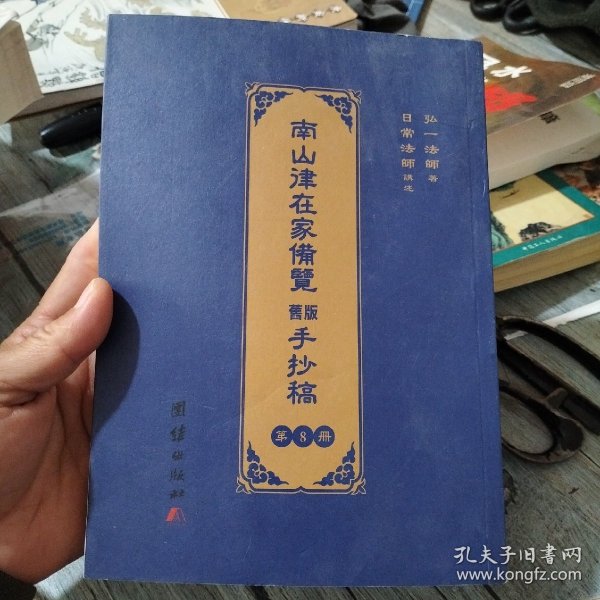 弘一法師 著
日常法師 講述
南山律在家備覽
舊版
手抄稿
第8冊
团结出版社
孔夫子旧书网
www.kongfz.com